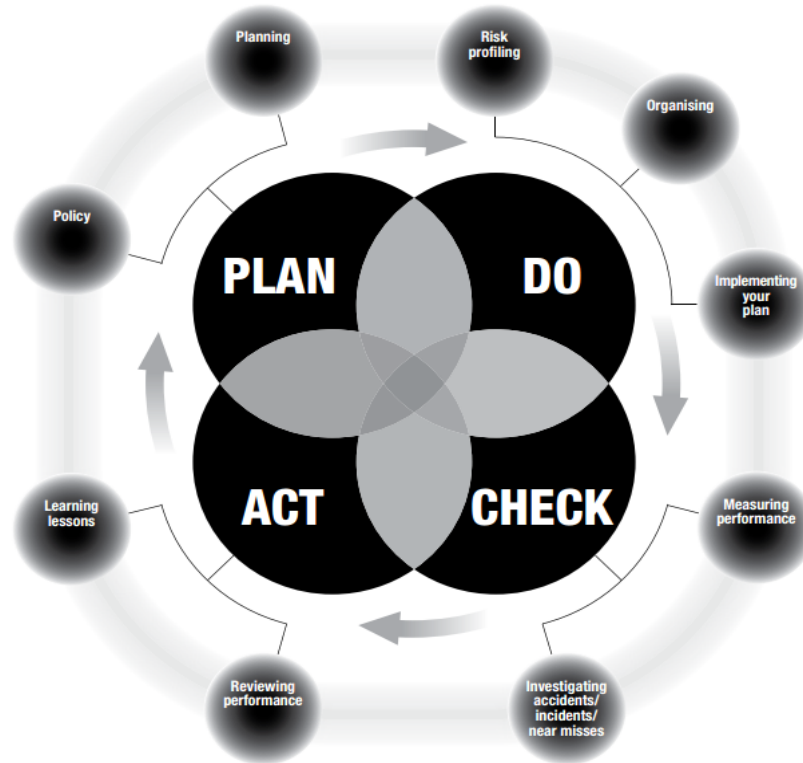 Planning
Risk
profiling
Organising
Policy
PLAN
DO
Implementing
your
plan
ACT
CHECK
Learning
lessons
Measuring
performance
Reviewing
performance
Investigating
accidents/
incidents/
near misses